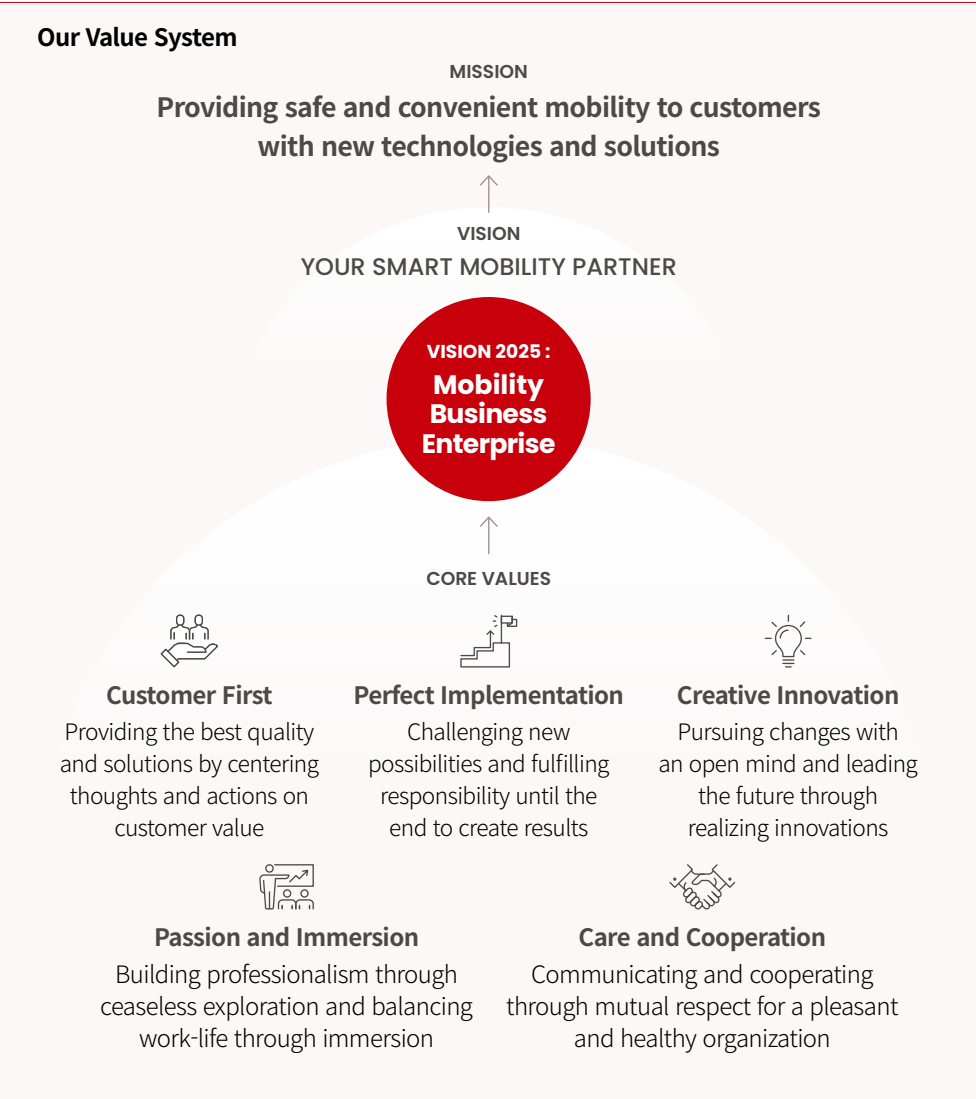 Our Value System
MISSION
Providing safe and convenient mobility to customers
with new technologies and solutions
VISION
YOUR SMART MOBILITY PARTNER
VISION 2025 :
Mobility
Business
Enterprise
CORE VALUES
Customer First
Providing the best quality
and solutions by centering
thoughts and actions on
customer value
Perfect Implementation
Challenging new
possibilities and fulfilling
responsibility until the
end to create results
Creative Innovation
Pursuing changes with
an open mind and leading
the future through
realizing innovations
Passion and Immersion
Building professionalism through
ceaseless exploration and balancing
work-life through immersion
Care and Cooperation
Communicating and cooperating
through mutual respect for a pleasant
and healthy organization